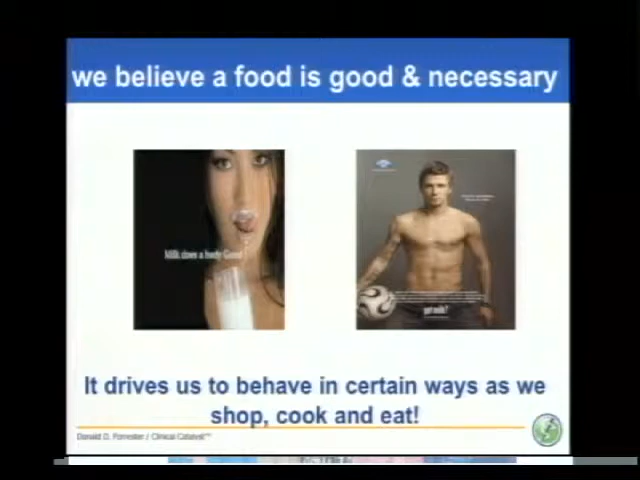 we believe a food is good & necessary
Milk does a body Good
got milk?
It drives us to behave in certain ways as we
shop, cook and eat!
Donald D. Forrester / Clinical Catalyst™